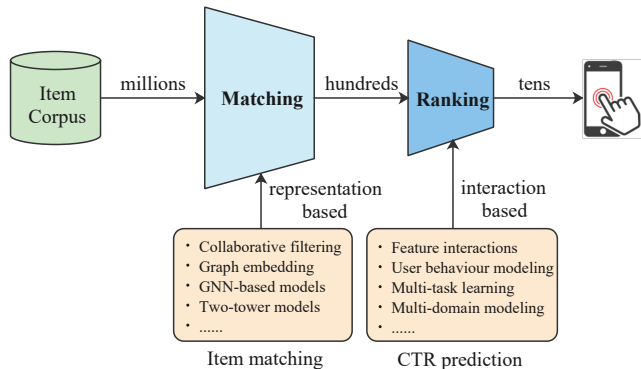 Item
Corpus
millions
Matching
hundreds
Ranking
tens
representation
based
interaction
based
· Collaborative filtering
· Graph embedding
· GNN-based models
· Two-tower models
· ......
Item matching
· Feature interactions
· User behaviour modeling
· Multi-task learning
· Multi-domain modeling
· ......
CTR prediction